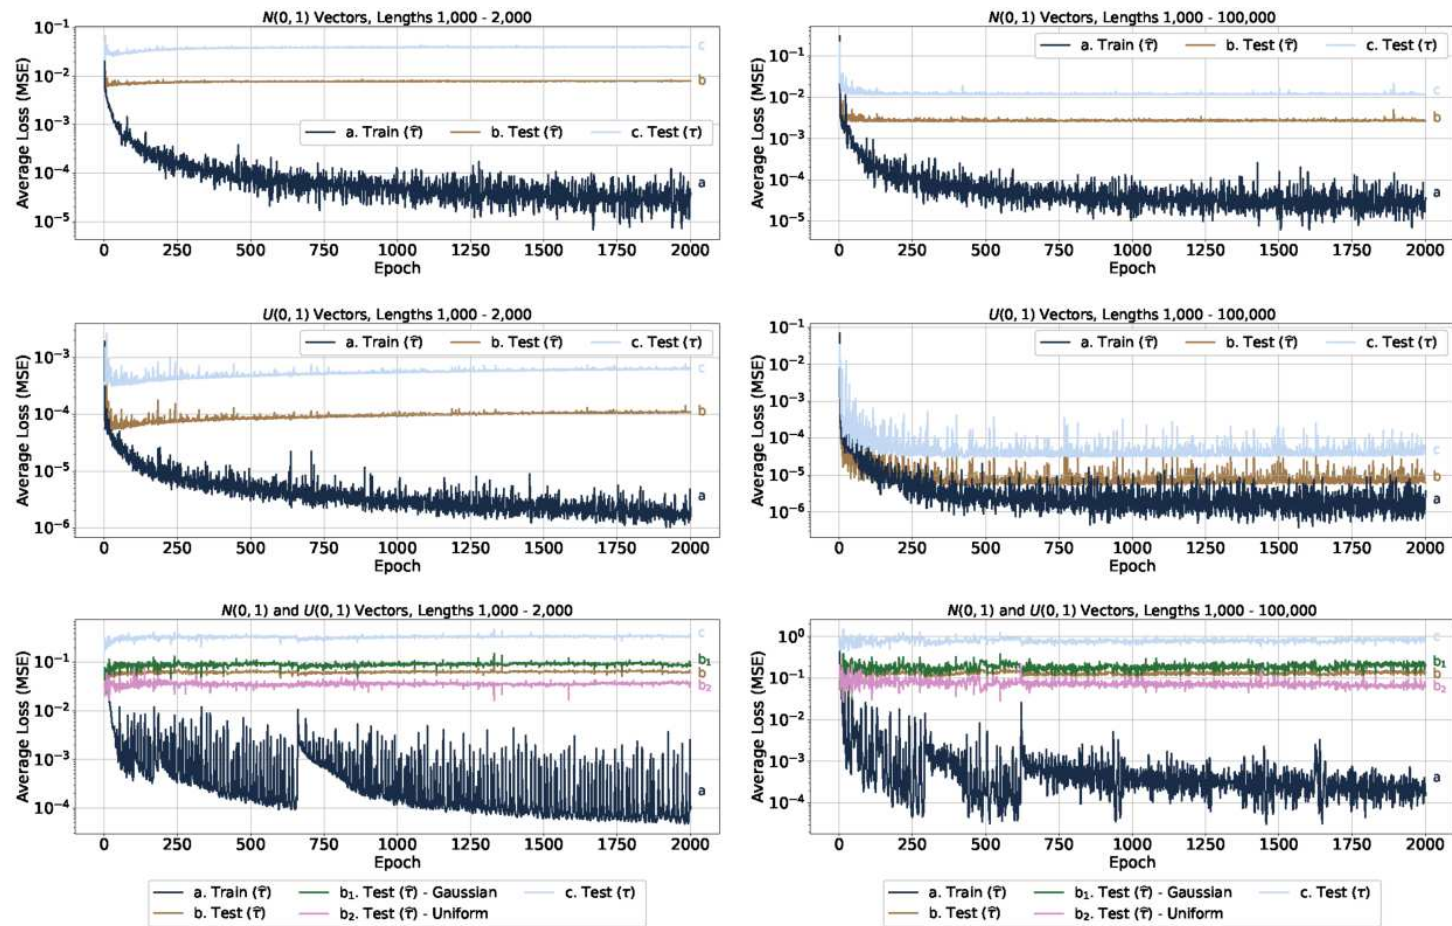 N(0, 1) Vectors, Lengths 1,000 - 2,000
Average Loss (MSE)
10⁻¹
10⁻²
10⁻³
10⁻⁴
10⁻⁵
c
b
a
a. Train (τ̂) b. Test (τ̂) c. Test (τ)
0 250 500 750 1000 1250 1500 1750 2000
Epoch
N(0, 1) Vectors, Lengths 1,000 - 100,000
Average Loss (MSE)
a. Train (τ̂) b. Test (τ̂) c. Test (τ)
10⁻¹
10⁻²
10⁻³
10⁻⁴
10⁻⁵
c
b
a
0 250 500 750 1000 1250 1500 1750 2000
Epoch
U(0, 1) Vectors, Lengths 1,000 - 2,000
Average Loss (MSE)
a. Train (τ̂) b. Test (τ̂) c. Test (τ)
10⁻³
10⁻⁴
10⁻⁵
10⁻⁶
c
b
a
0 250 500 750 1000 1250 1500 1750 2000
Epoch
U(0, 1) Vectors, Lengths 1,000 - 100,000
Average Loss (MSE)
a. Train (τ̂) b. Test (τ̂) c. Test (τ)
10⁻¹
10⁻²
10⁻³
10⁻⁴
10⁻⁵
10⁻⁶
c
b
a
0 250 500 750 1000 1250 1500 1750 2000
Epoch
N(0, 1) and U(0, 1) Vectors, Lengths 1,000 - 2,000
Average Loss (MSE)
10⁻¹
10⁻²
10⁻³
10⁻⁴
c
b₁
b
b₂
a
0 250 500 750 1000 1250 1500 1750 2000
Epoch
a. Train (τ̂) b₁. Test (τ̂) - Gaussian c. Test (τ)
b. Test (τ̂) b₂. Test (τ̂) - Uniform
N(0, 1) and U(0, 1) Vectors, Lengths 1,000 - 100,000
Average Loss (MSE)
10⁰
10⁻¹
10⁻²
10⁻³
10⁻⁴
c
b₁
b
b₂
a
0 250 500 750 1000 1250 1500 1750 2000
Epoch
a. Train (τ̂) b₁. Test (τ̂) - Gaussian c. Test (τ)
b. Test (τ̂) b₂. Test (τ̂) - Uniform